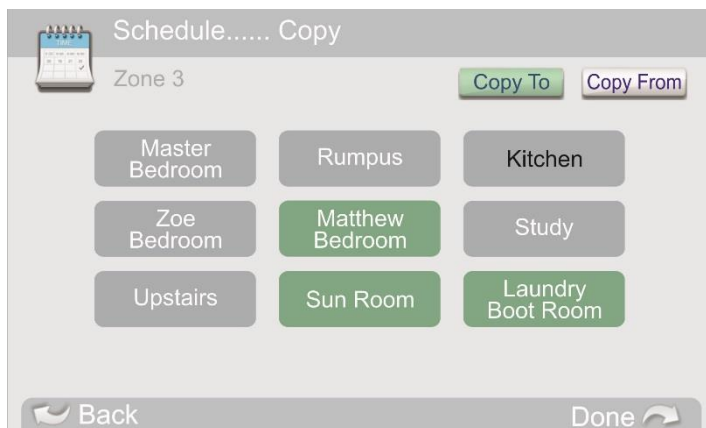 Schedule...... Copy
TIME
Zone 3
Copy To
Copy From
Master
Bedroom
Rumpus
Kitchen
Zoe
Bedroom
Matthew
Bedroom
Study
Upstairs
Sun Room
Laundry
Boot Room
Back
Done